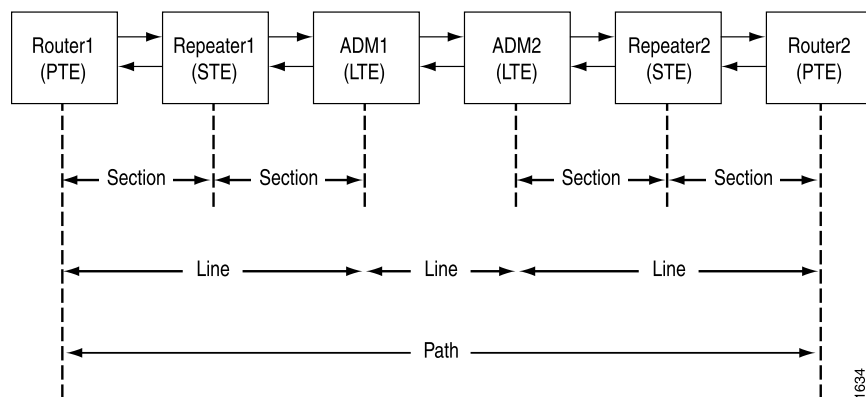 Router1
(PTE)
Repeater1
(STE)
ADM1
(LTE)
ADM2
(LTE)
Repeater2
(STE)
Router2
(PTE)
Section
Section
Section
Section
Line
Line
Line
Path
1634